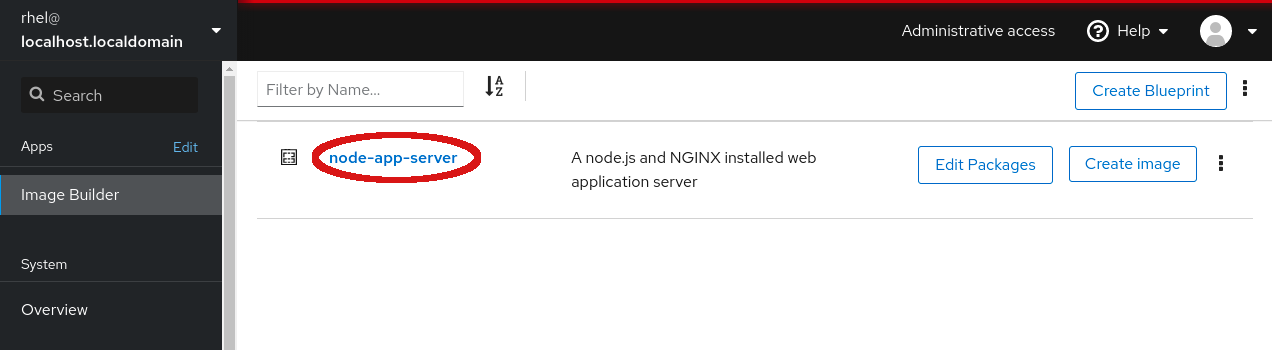 rhel@
localhost.localdomain
Administrative access
Help
Search
Apps
Edit
Image Builder
System
Overview
Filter by Name...
A
Z
Create Blueprint
node-app-server
A node.js and NGINX installed web
application server
Edit Packages
Create image